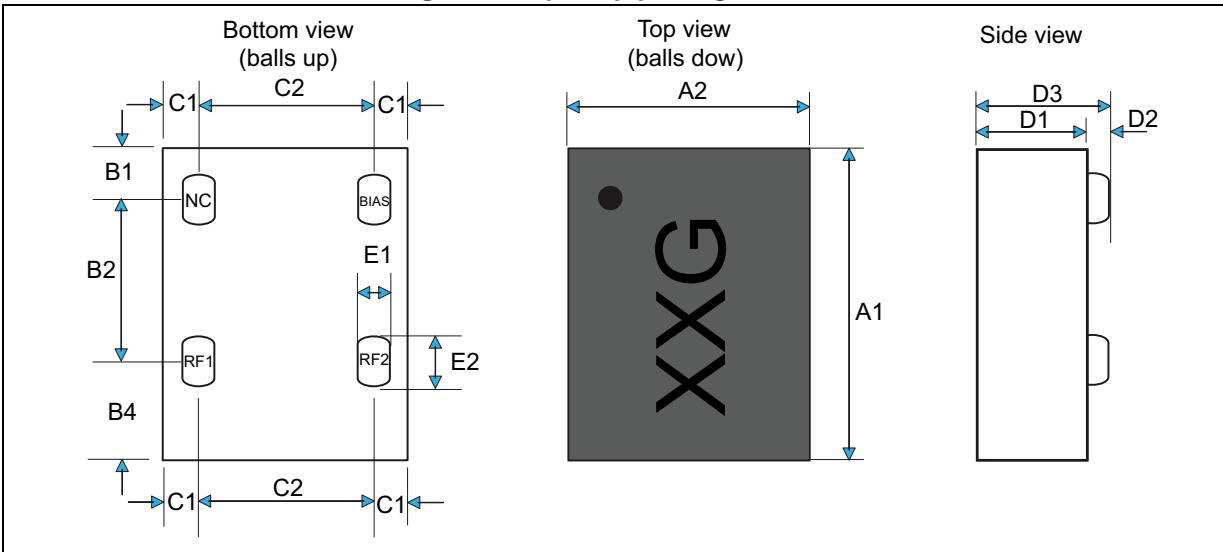 Bottom view
(balls up)
C1
C2
C1
B1
NC
BIAS
B2
E1
RF1
RF2
E2
B4
C1
C2
C1
Top view
(balls dow)
A2
XXG
A1
Side view
D3
D1
D2